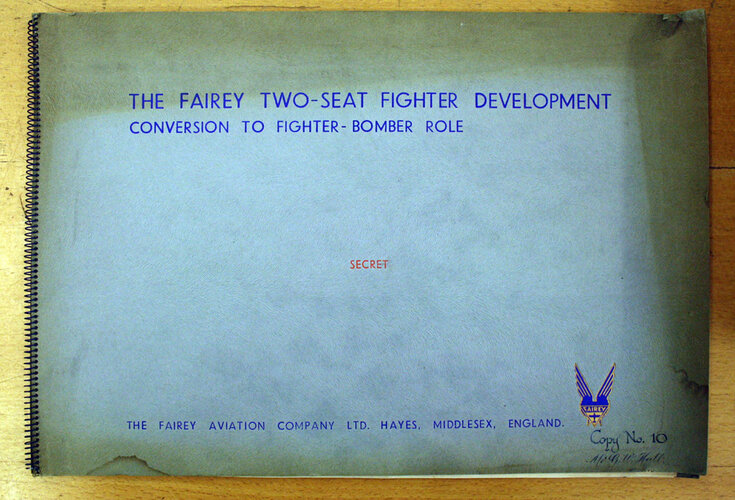 THE FAIREY TWO-SEAT FIGHTER DEVELOPMENT
CONVERSION TO FIGHTER-BOMBER ROLE
SECRET
FAIREY
THE FAIREY AVIATION COMPANY LTD. HAYES, MIDDLESEX, ENGLAND.
Copy No. 10